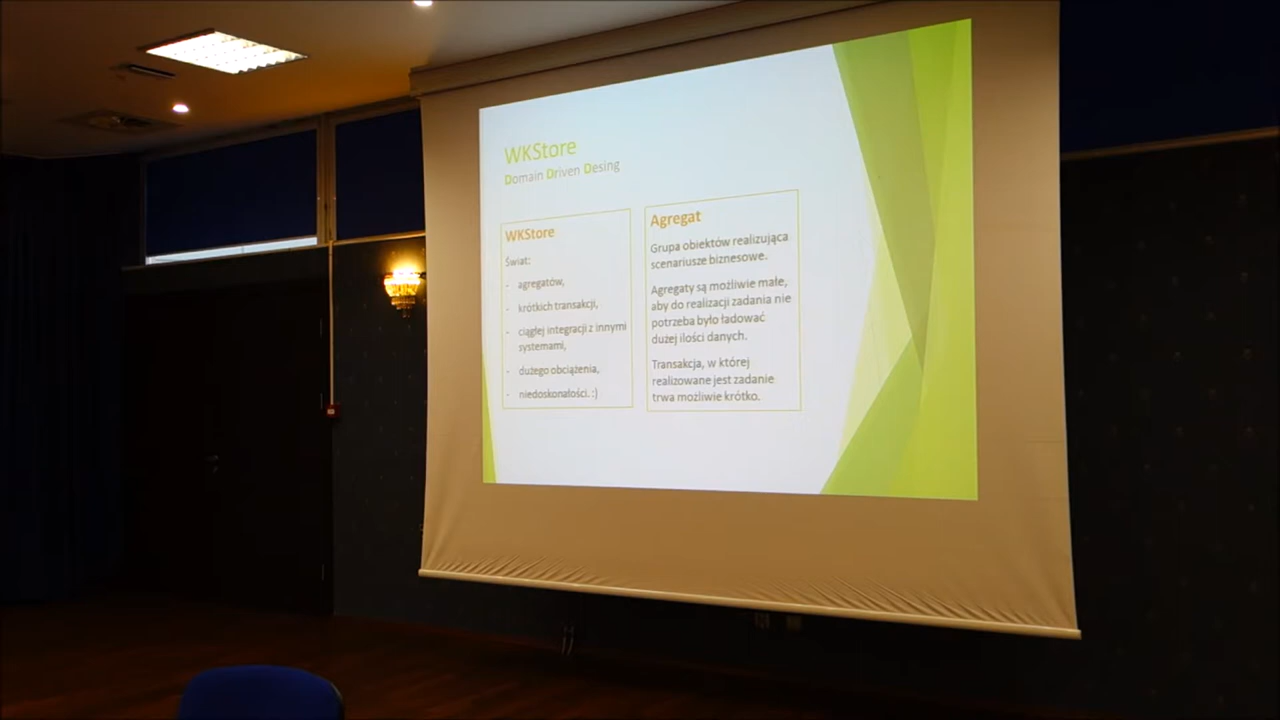 WKStore
Domain Driven Desing
WKStore
Świat:
- agregatów,
- krótkich transakcji,
- ciągłej integracji z innymi
systemami,
- dużego obciążenia,
- niedoskonałości. :)
Agregat
Grupa obiektów realizująca
scenariusze biznesowe.
Agregaty są możliwie małe,
aby do realizacji zadania nie
potrzeba było ładować
dużej ilości danych.
Transakcja, w której
realizowane jest zadanie
trwa możliwie krótko.